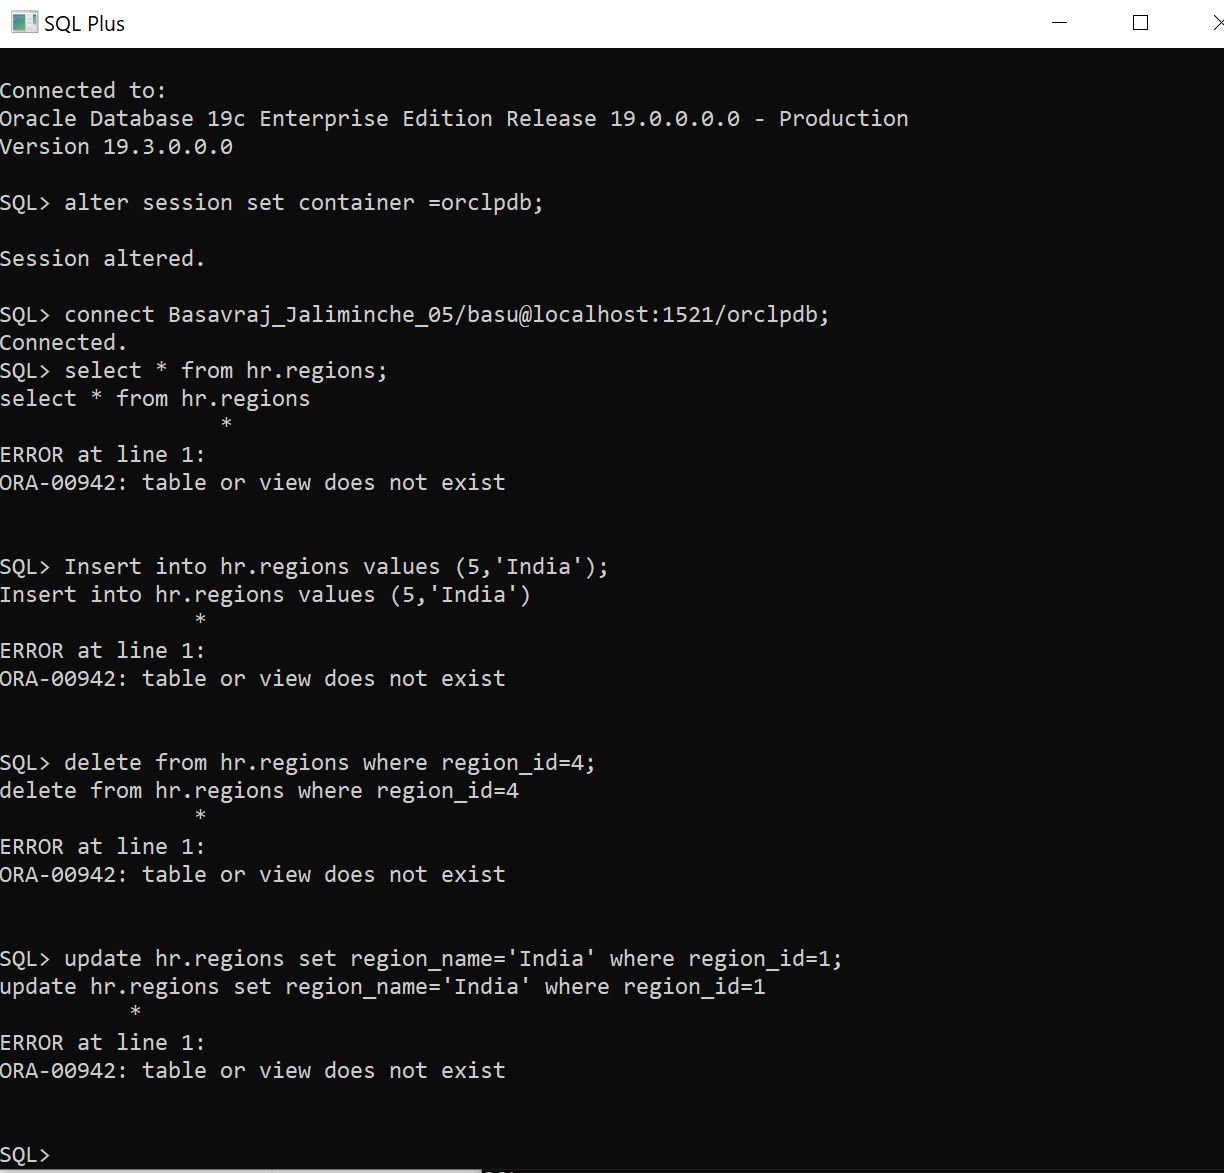 SQL Plus
Connected to:
Oracle Database 19c Enterprise Edition Release 19.0.0.0.0 - Production
Version 19.3.0.0.0
SQL> alter session set container =orclpdb;
Session altered.
SQL> connect Basavraj_Jaliminche_05/basu@localhost:1521/orclpdb;
Connected.
SQL> select * from hr.regions;
select * from hr.regions
*
ERROR at line 1:
ORA-00942: table or view does not exist
SQL> Insert into hr.regions values (5,'India');
Insert into hr.regions values (5,'India')
*
ERROR at line 1:
ORA-00942: table or view does not exist
SQL> delete from hr.regions where region_id=4;
delete from hr.regions where region_id=4
*
ERROR at line 1:
ORA-00942: table or view does not exist
SQL> update hr.regions set region_name='India' where region_id=1;
update hr.regions set region_name='India' where region_id=1
*
ERROR at line 1:
ORA-00942: table or view does not exist
SQL>